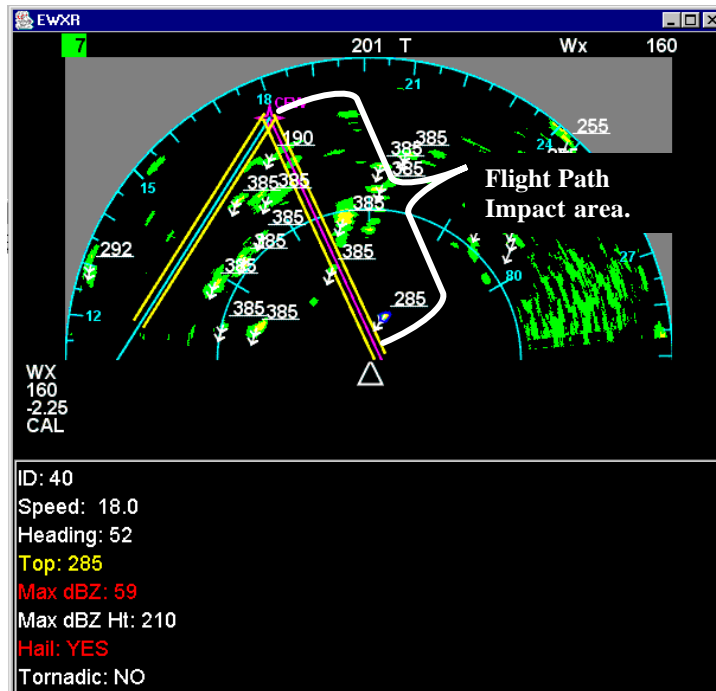 EWXR
7 201 T Wx 160
21
18
255
24
190
385
385
385
15
Flight Path
Impact area.
385 385
385
385
385
292
385
385
27
80
285
12
385 385
WX
160
-2.25
CAL
ID: 40
Speed: 18.0
Heading: 52
Top: 285
Max dBZ: 59
Max dBZ Ht: 210
Hail: YES
Tornadic: NO